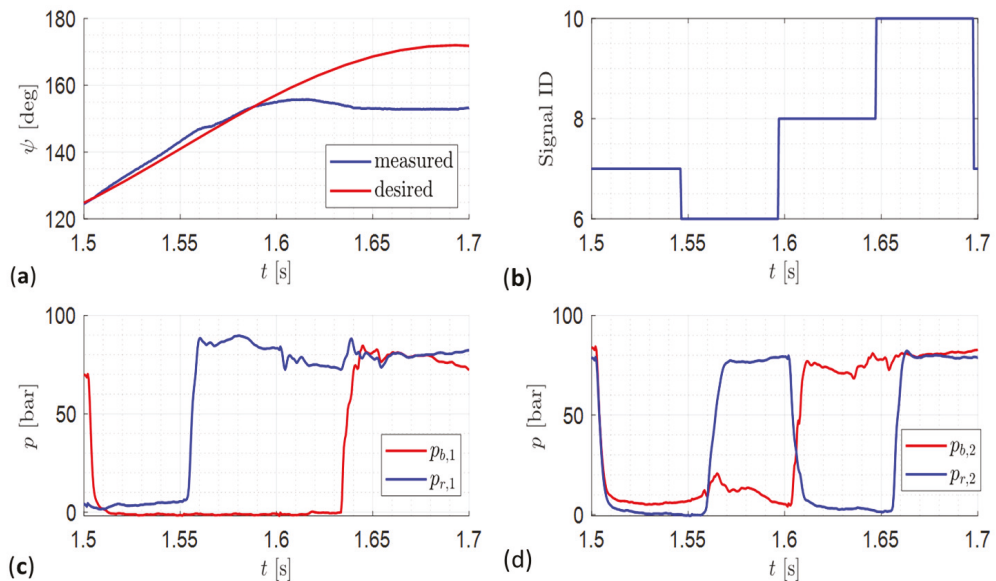 180
160
140
120
ψ [deg]
measured
desired
1.5
1.55
1.6
1.65
1.7
t [s]
(a)
10
8
6
Signal ID
1.5
1.55
1.6
1.65
1.7
t [s]
(b)
100
50
0
p [bar]
p_{b,1}
p_{r,1}
1.5
1.55
1.6
1.65
1.7
t [s]
(c)
100
50
0
p [bar]
p_{b,2}
p_{r,2}
1.5
1.55
1.6
1.65
1.7
t [s]
(d)